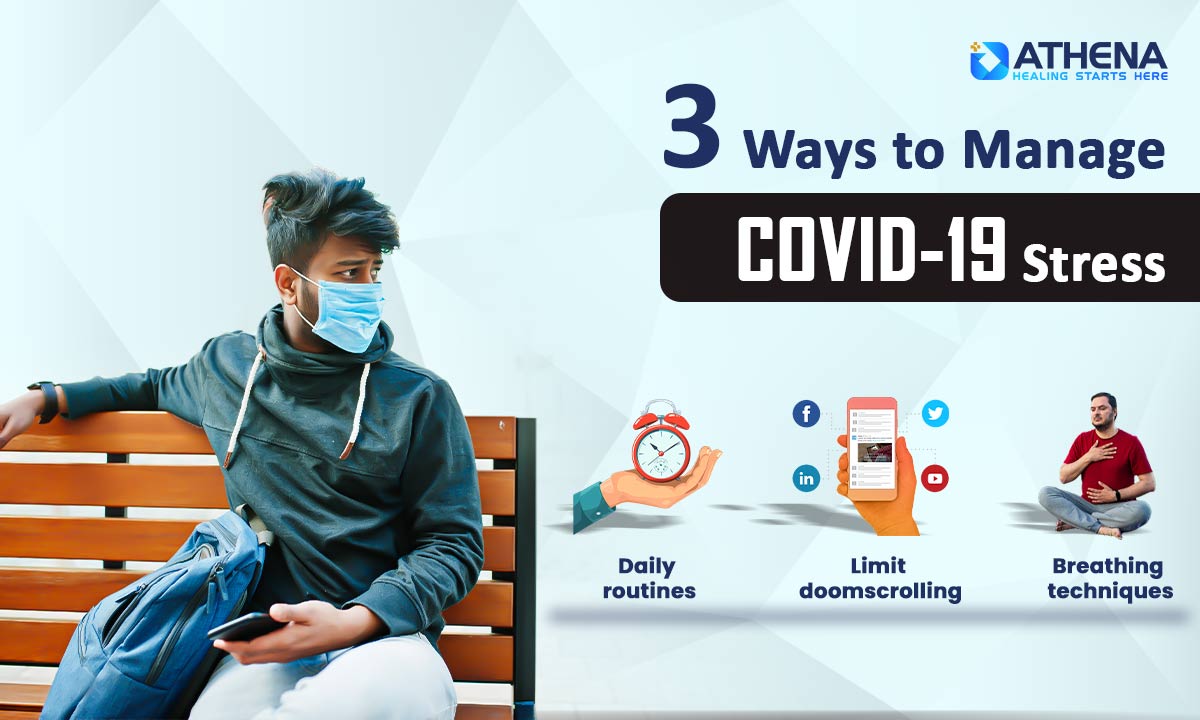 ATHENA
HEALING STARTS HERE
3 Ways to Manage
COVID-19 Stress
Daily
routines
Limit
doomscrolling
Breathing
techniques